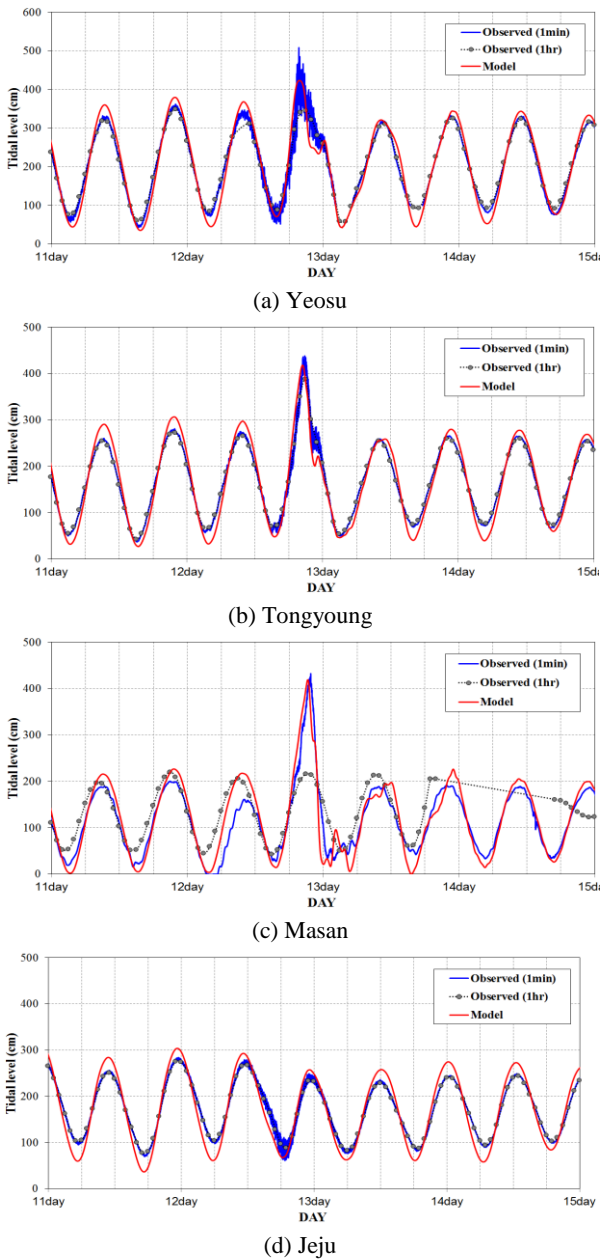 600
500
400
300
200
100
0
Tidal level (cm)
Observed (1min)
Observed (1hr)
Model
11day 12day 13day 14day 15da
DAY
(a) Yeosu
500
400
300
200
100
0
Tidal level (cm)
Observed (1min)
Observed (1hr)
Model
11day 12day 13day 14day 15da
DAY
(b) Tongyoung
500
400
300
200
100
0
Tidal level (cm)
Observed (1min)
Observed (1hr)
Model
11day 12day 13day 14day 15da
DAY
(c) Masan
500
400
300
200
100
0
Tidal level (cm)
Observed (1min)
Observed (1hr)
Model
11day 12day 13day 14day 15day
DAY
(d) Jeju